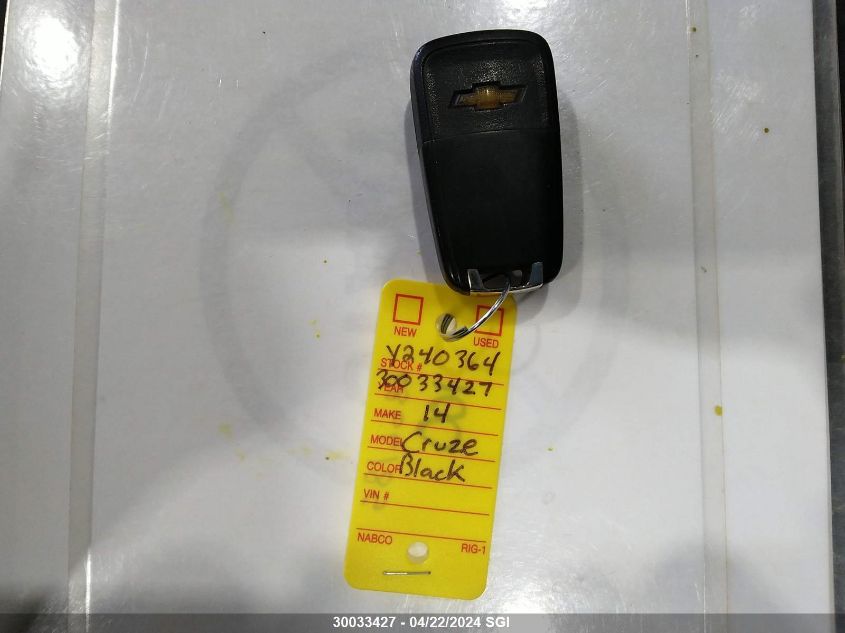 NEW
USED
Y240364
STOCK #
30033427
YEAR
MAKE 14
MODEL Cruze
COLOR Black
VIN #
NABCO RIG-1
30033427 - 04/22/2024 SGI